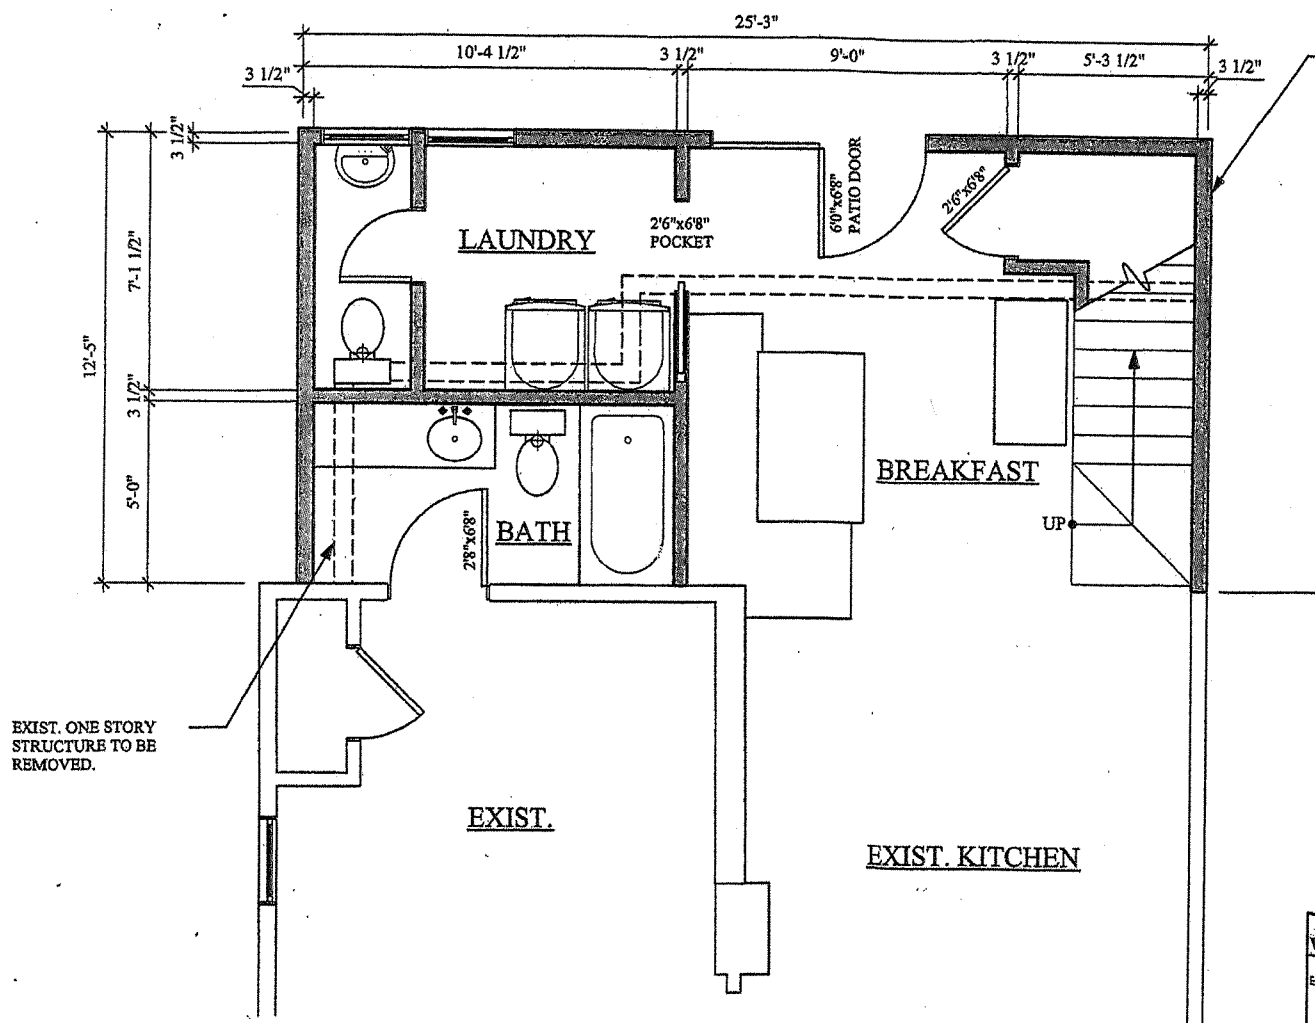 25'-3"
10'-4 1/2"
3 1/2"
9'-0"
3 1/2"
5'-3 1/2"
3 1/2"
3 1/2"
3 1/2"
7'-1 1/2"
12'-5"
3 1/2"
5'-0"
LAUNDRY
2'6"x6'8"
POCKET
6'0"x6'8"
PATIO DOOR
2'6"x6'8"
BREAKFAST
UP
BATH
2'8"x6'8"
EXIST. ONE STORY
STRUCTURE TO BE
REMOVED.
EXIST.
EXIST. KITCHEN